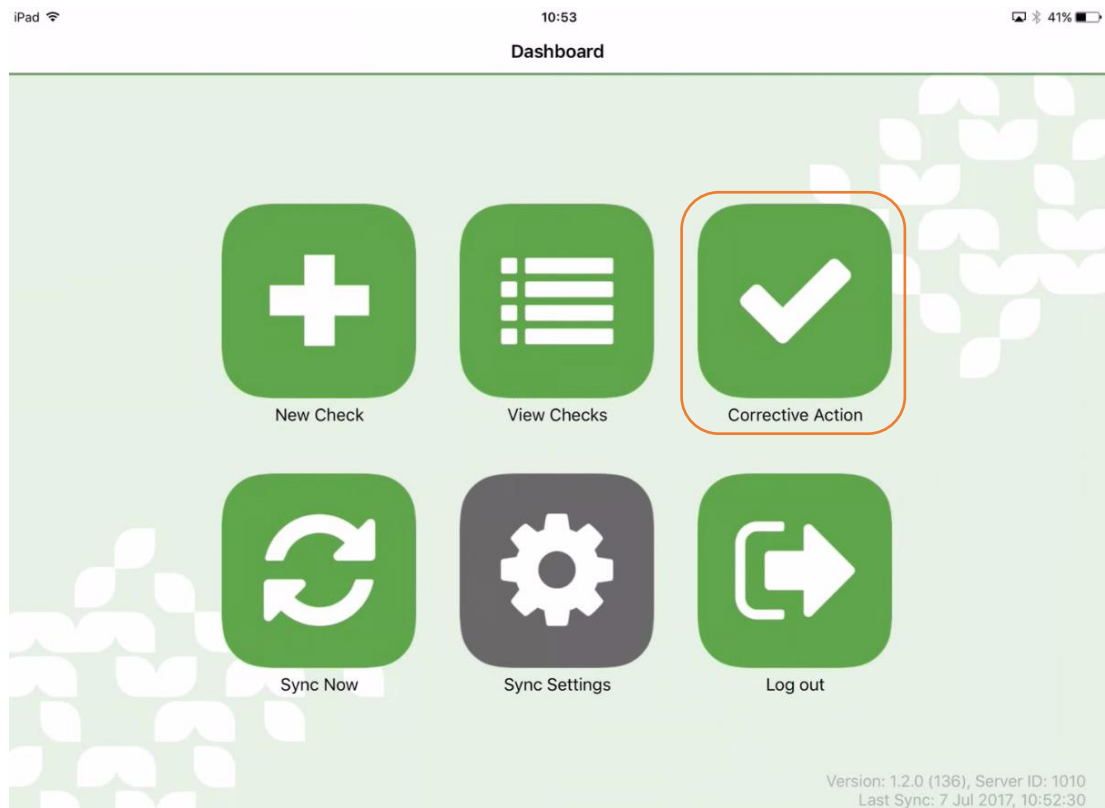 iPad 10:53 41%
Dashboard
New Check View Checks Corrective Action
Sync Now Sync Settings Log out
Version: 1.2.0 (136), Server ID: 1010
Last Sync: 7 Jul 2017, 10:52:30